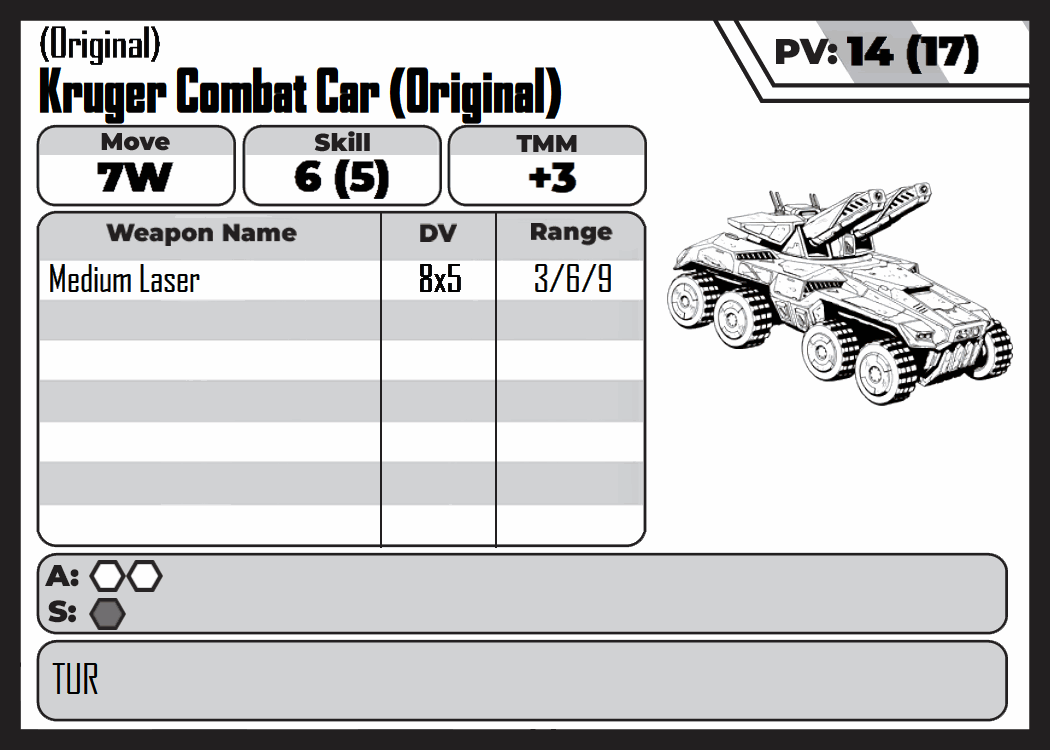 (Original)
Kruger Combat Car (Original)
PV: 14 (17)
Move Skill TMM
7W 6 (5) +3
Weapon Name DV Range
Medium Laser 8x5 3/6/9
A:
S:
TUR